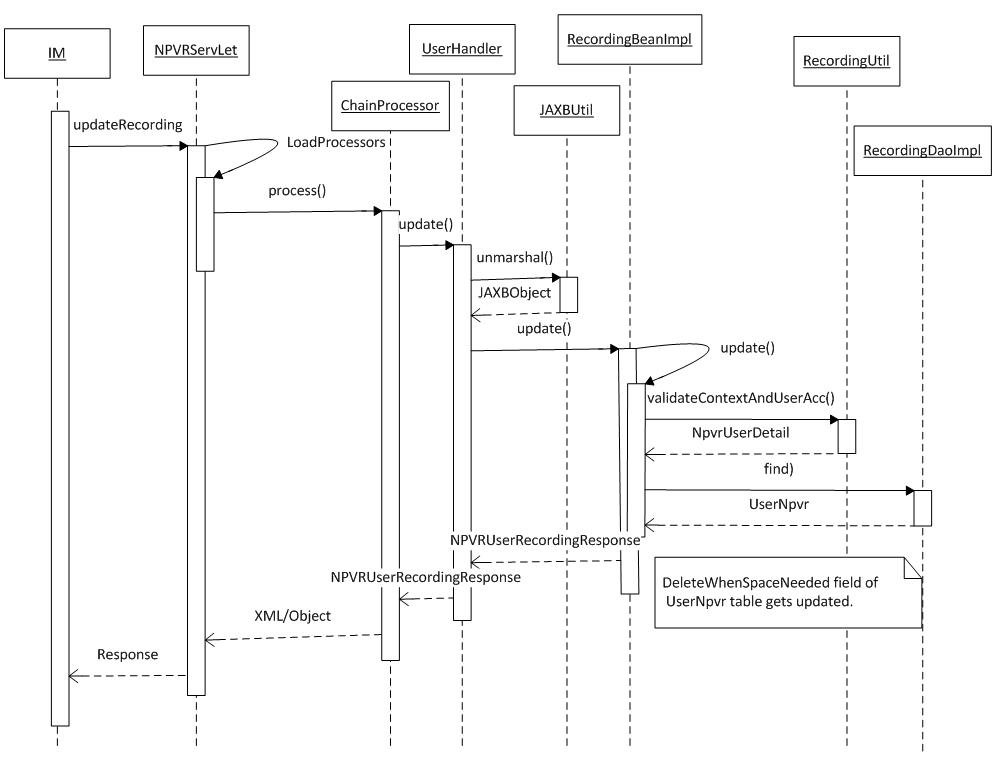 IM
NPVRServLet
UserHandler
RecordingBeanImpl
RecordingUtil
ChainProcessor
JAXBUtil
RecordingDaoImpl
updateRecording
LoadProcessors
process()
update()
unmarshal()
JAXBObject
update()
update()
validateContextAndUserAcc()
NpvrUserDetail
find)
UserNpvr
NPVRUserRecordingResponse
NPVRUserRecordingResponse
DeleteWhenSpaceNeeded field of
UserNpvr table gets updated.
XML/Object
Response